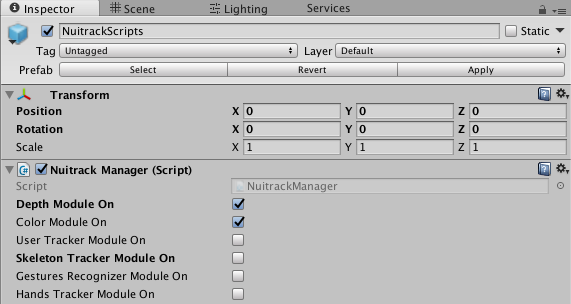 Inspector Scene Lighting Services
NuitrackScripts Static
Tag Untagged Layer Default
Prefab Select Revert Apply
Transform
Position X 0 Y 0 Z 0
Rotation X 0 Y 0 Z 0
Scale X 1 Y 1 Z 1
C# Nuitrack Manager (Script)
Script NuitrackManager
Depth Module On
Color Module On
User Tracker Module On
Skeleton Tracker Module On
Gestures Recognizer Module On
Hands Tracker Module On